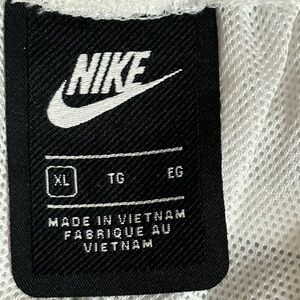 NIKE
XL TG EG
MADE IN VIETNAM
FABRIQUE AU
VIETNAM